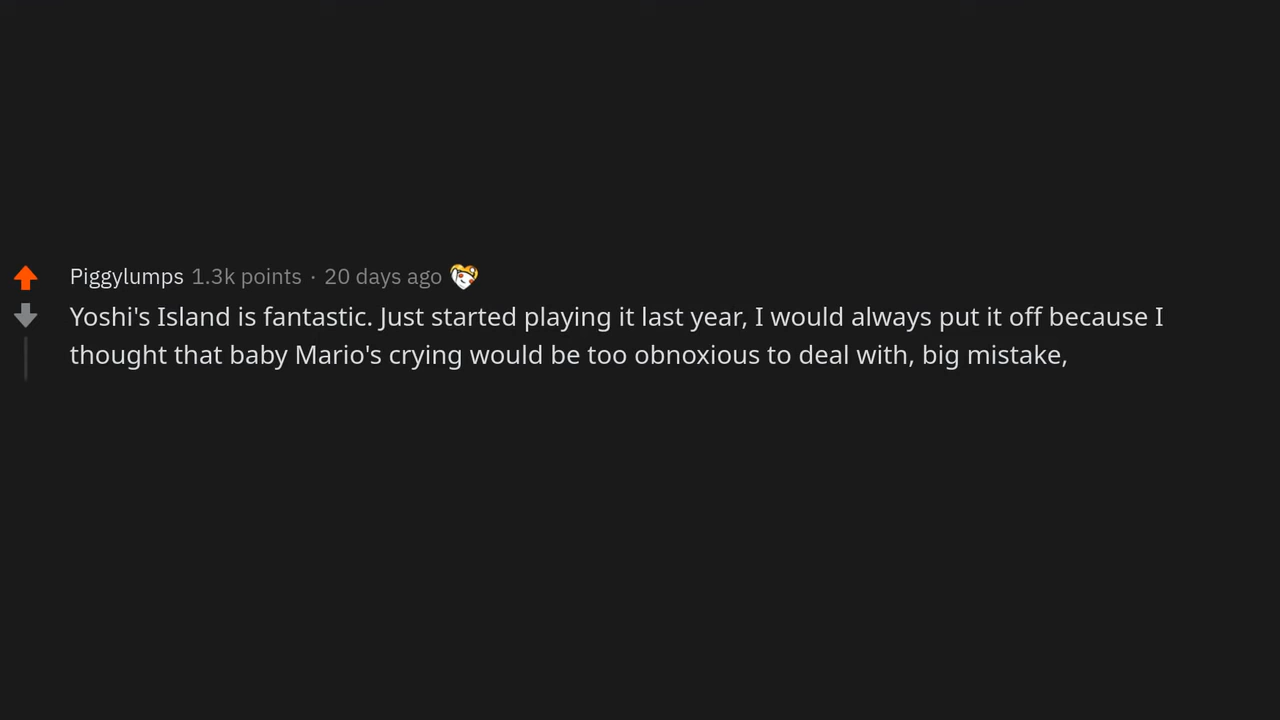 Piggylumps 1.3k points · 20 days ago
Yoshi's Island is fantastic. Just started playing it last year, I would always put it off because I
thought that baby Mario's crying would be too obnoxious to deal with, big mistake,